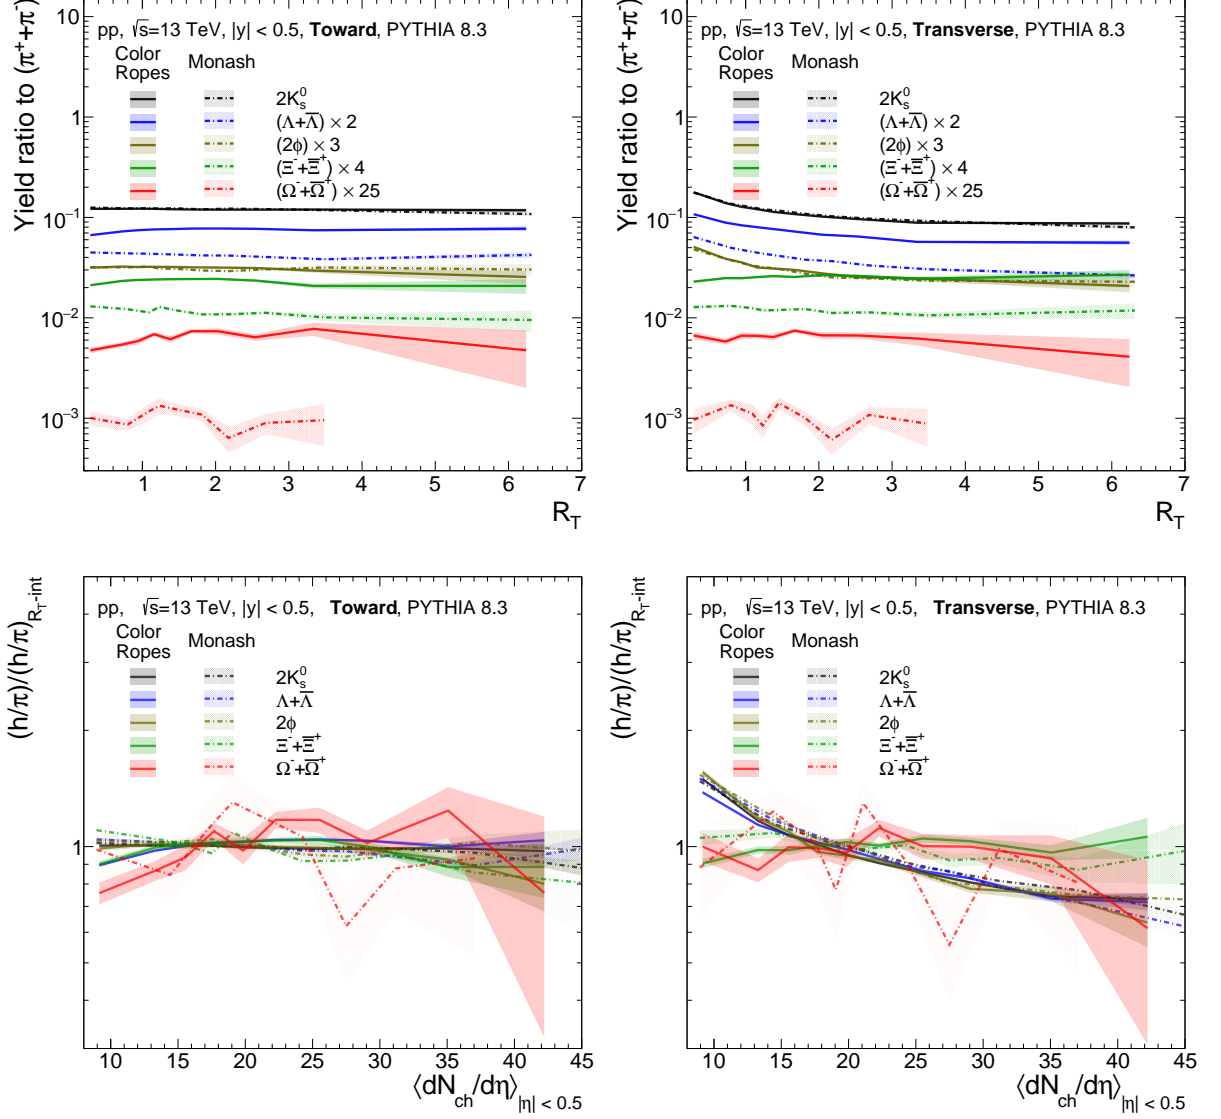 Yield ratio to (π⁺+π⁻)
pp, √s=13 TeV, |y| < 0.5, Toward, PYTHIA 8.3
Color Ropes Monash
2K⁰ₛ
(Λ+Λ̅) × 2
(2ϕ) × 3
(Ξ⁻+Ξ̅⁺) × 4
(Ω⁻+Ω̅⁺) × 25
10
1
10⁻¹
10⁻²
10⁻³
1 2 3 4 5 6 7
R_T
Yield ratio to (π⁺+π⁻)
pp, √s=13 TeV, |y| < 0.5, Transverse, PYTHIA 8.3
Color Ropes Monash
2K⁰ₛ
(Λ+Λ̅) × 2
(2ϕ) × 3
(Ξ⁻+Ξ̅⁺) × 4
(Ω⁻+Ω̅⁺) × 25
10
1
10⁻¹
10⁻²
10⁻³
1 2 3 4 5 6 7
R_T
(h/π)/(h/π)_{R_T-int}
pp, √s=13 TeV, |y| < 0.5, Toward, PYTHIA 8.3
Color Ropes Monash
2K⁰ₛ
Λ+Λ̅
2ϕ
Ξ⁻+Ξ̅⁺
Ω⁻+Ω̅⁺
1
10 15 20 25 30 35 40 45
⟨dN_ch/dη⟩_{|η| < 0.5}
(h/π)/(h/π)_{R_T-int}
pp, √s=13 TeV, |y| < 0.5, Transverse, PYTHIA 8.3
Color Ropes Monash
2K⁰ₛ
Λ+Λ̅
2ϕ
Ξ⁻+Ξ̅⁺
Ω⁻+Ω̅⁺
1
10 15 20 25 30 35 40 45
⟨dN_ch/dη⟩_{|η| < 0.5}